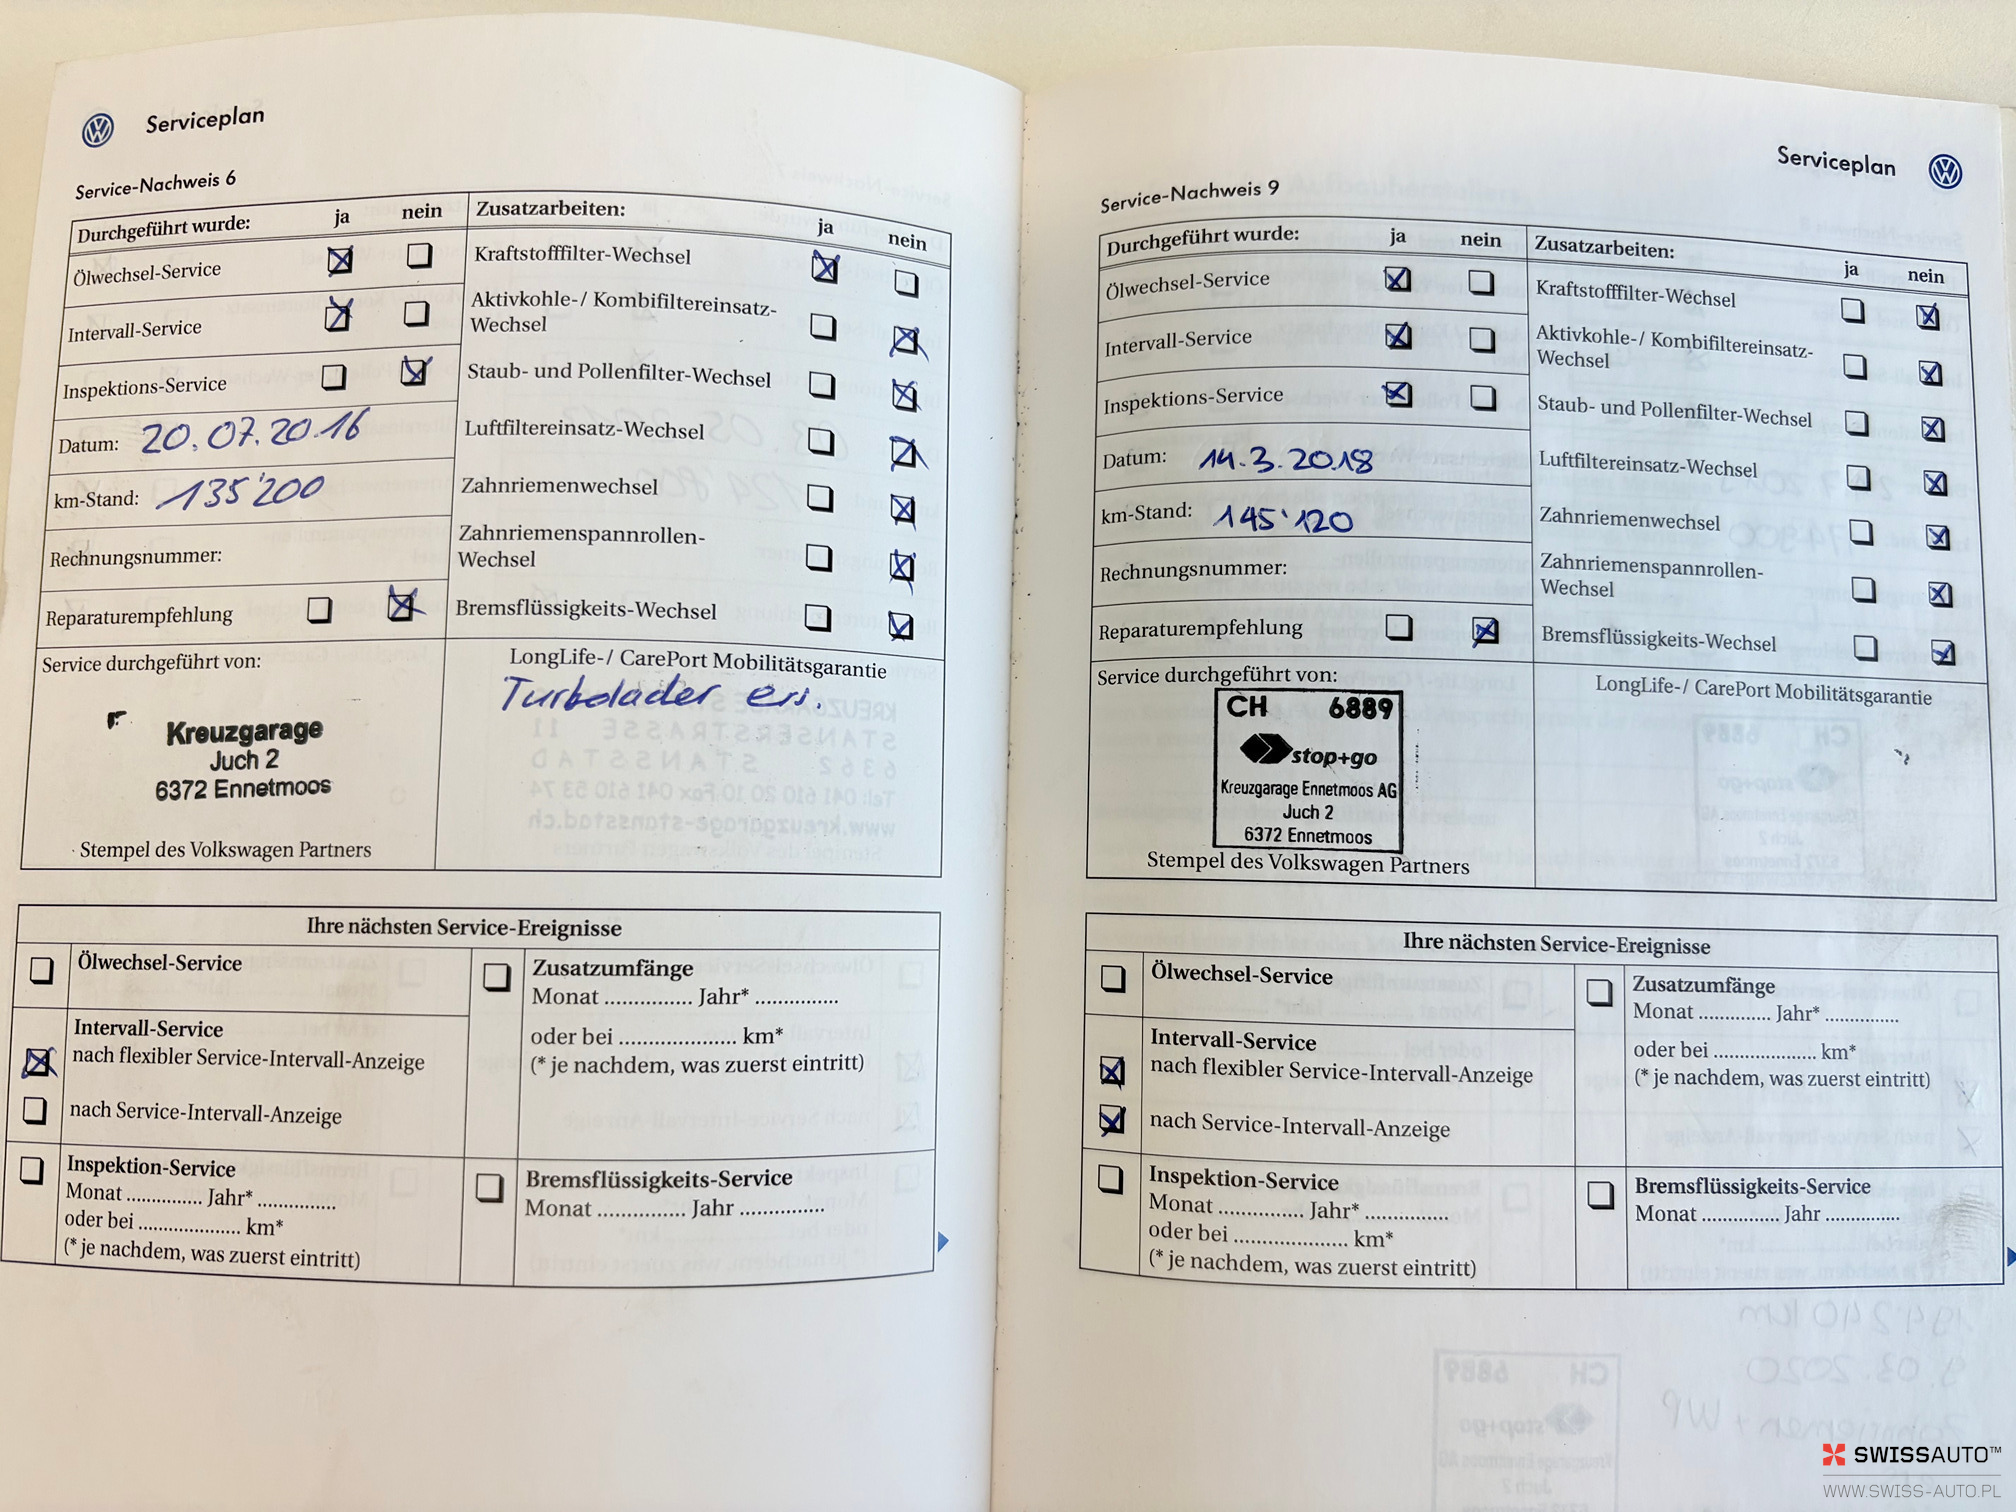 Serviceplan
Service-Nachweis 6
Durchgeführt wurde: ja nein
Ölwechsel-Service
Intervall-Service
Inspektions-Service
Datum: 20.07.2016
km-Stand: 135'200
Rechnungsnummer:
Reparaturempfehlung
Service durchgeführt von:
Kreuzgarage
Juch 2
6372 Ennetmoos
Stempel des Volkswagen Partners
Zusatzarbeiten: ja nein
Kraftstofffilter-Wechsel
Aktivkohle-/ Kombifiltereinsatz-
Wechsel
Staub- und Pollenfilter-Wechsel
Luftfiltereinsatz-Wechsel
Zahnriemenwechsel
Zahnriemenspannrollen-
Wechsel
Bremsflüssigkeits-Wechsel
LongLife-/ CarePort Mobilitätsgarantie
Turbolader ers.
Ihre nächsten Service-Ereignisse
Ölwechsel-Service
Intervall-Service
nach flexibler Service-Intervall-Anzeige
nach Service-Intervall-Anzeige
Inspektion-Service
Monat ............... Jahr* ...............
oder bei .................... km*
(* je nachdem, was zuerst eintritt)
Zusatzumfänge
Monat ................ Jahr* ...............
oder bei ..................... km*
(* je nachdem, was zuerst eintritt)
Bremsflüssigkeits-Service
Monat ................ Jahr ...............
Serviceplan
Service-Nachweis 9
Durchgeführt wurde: ja nein
Ölwechsel-Service
Intervall-Service
Inspektions-Service
Datum: 14.3.2018
km-Stand: 145'120
Rechnungsnummer:
Reparaturempfehlung
Service durchgeführt von:
CH 6889
stop+go
Kreuzgarage Ennetmoos AG
Juch 2
6372 Ennetmoos
Stempel des Volkswagen Partners
Zusatzarbeiten: ja nein
Kraftstofffilter-Wechsel
Aktivkohle-/ Kombifiltereinsatz-
Wechsel
Staub- und Pollenfilter-Wechsel
Luftfiltereinsatz-Wechsel
Zahnriemenwechsel
Zahnriemenspannrollen-
Wechsel
Bremsflüssigkeits-Wechsel
LongLife-/ CarePort Mobilitätsgarantie
Ihre nächsten Service-Ereignisse
Ölwechsel-Service
Intervall-Service
nach flexibler Service-Intervall-Anzeige
nach Service-Intervall-Anzeige
Inspektion-Service
Monat ................ Jahr* ...............
oder bei ...................... km*
(* je nachdem, was zuerst eintritt)
Zusatzumfänge
Monat .............. Jahr* ..............
oder bei .................... km*
(* je nachdem, was zuerst eintritt)
Bremsflüssigkeits-Service
Monat ............... Jahr ..............
SWISSAUTO™
WWW.SWISS-AUTO.PL